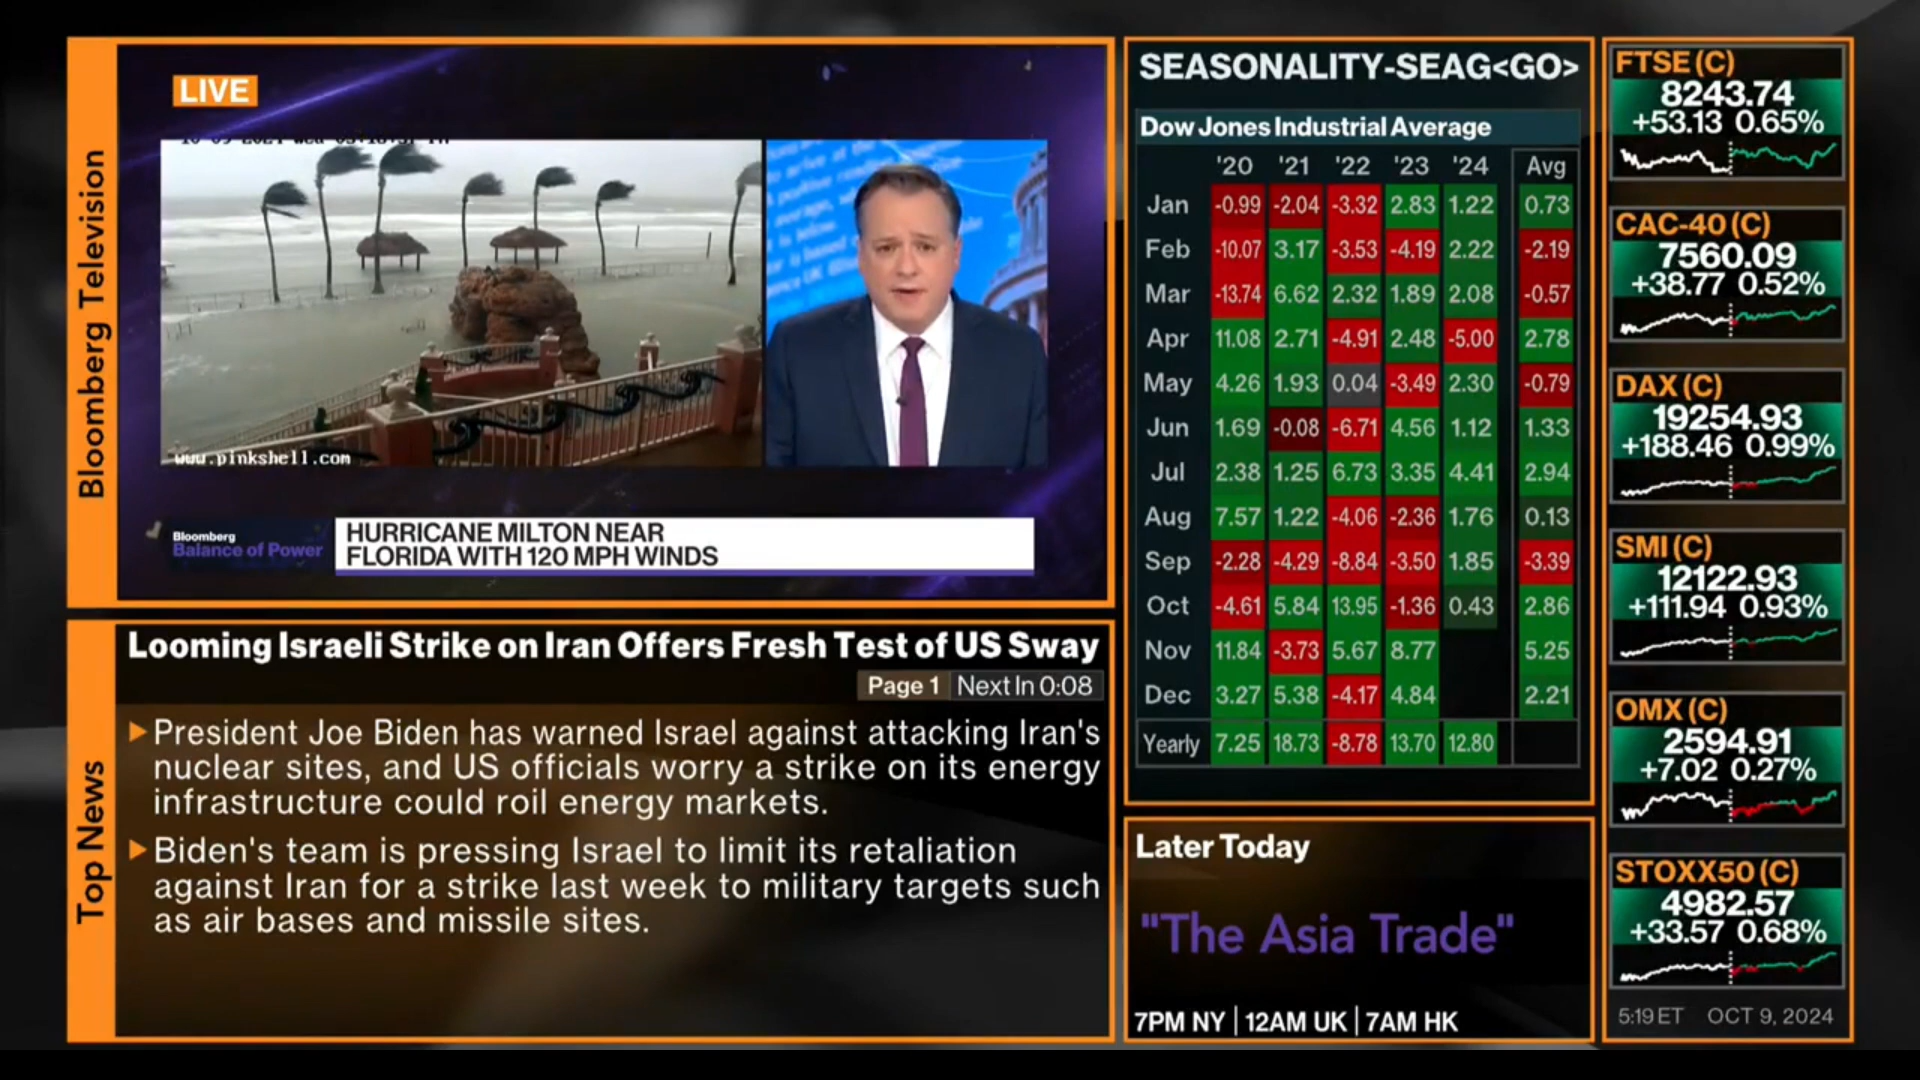 Bloomberg Television
LIVE
www.pinkshell.com
Bloomberg
Balance of Power
HURRICANE MILTON NEAR
FLORIDA WITH 120 MPH WINDS
Top News
Looming Israeli Strike on Iran Offers Fresh Test of US Sway
Page 1 Next In 0:08
President Joe Biden has warned Israel against attacking Iran's
nuclear sites, and US officials worry a strike on its energy
infrastructure could roil energy markets.
Biden's team is pressing Israel to limit its retaliation
against Iran for a strike last week to military targets such
as air bases and missile sites.
SEASONALITY-SEAG<GO>
Dow Jones Industrial Average
'20 '21 '22 '23 '24 Avg
Jan -0.99 -2.04 -3.32 2.83 1.22 0.73
Feb -10.07 3.17 -3.53 -4.19 2.22 -2.19
Mar -13.74 6.62 2.32 1.89 2.08 -0.57
Apr 11.08 2.71 -4.91 2.48 -5.00 2.78
May 4.26 1.93 0.04 -3.49 2.30 -0.79
Jun 1.69 -0.08 -6.71 4.56 1.12 1.33
Jul 2.38 1.25 6.73 3.35 4.41 2.94
Aug 7.57 1.22 -4.06 -2.36 1.76 0.13
Sep -2.28 -4.29 -8.84 -3.50 1.85 -3.39
Oct -4.61 5.84 13.95 -1.36 0.43 2.86
Nov 11.84 -3.73 5.67 8.77 5.25
Dec 3.27 5.38 -4.17 4.84 2.21
Yearly 7.25 18.73 -8.78 13.70 12.80
Later Today
"The Asia Trade"
7PM NY | 12AM UK | 7AM HK
FTSE (C)
8243.74
+53.13 0.65%
CAC-40 (C)
7560.09
+38.77 0.52%
DAX (C)
19254.93
+188.46 0.99%
SMI (C)
12122.93
+111.94 0.93%
OMX (C)
2594.91
+7.02 0.27%
STOXX50 (C)
4982.57
+33.57 0.68%
5:19 ET OCT 9, 2024